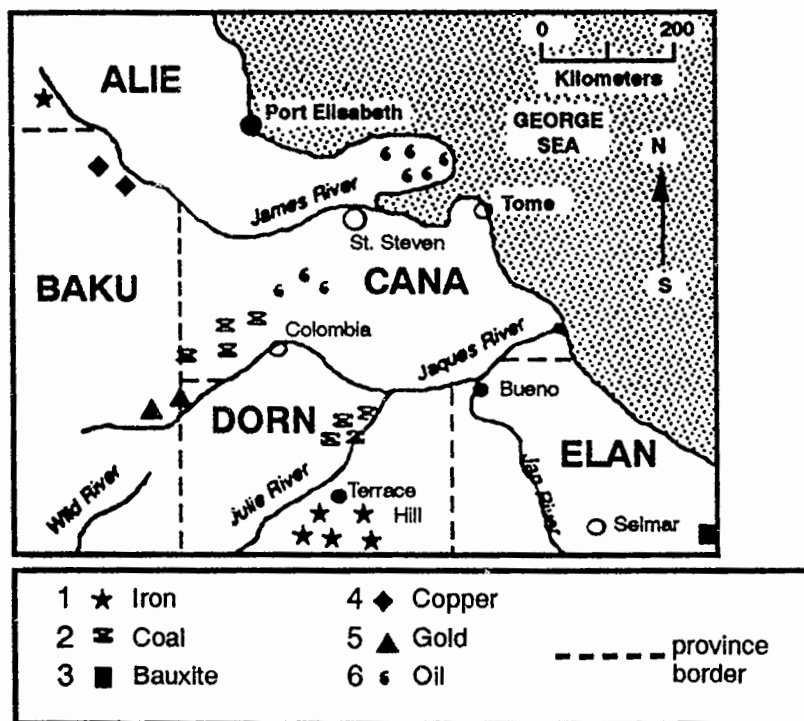 0 200
Kilometers
ALIE
Port Elisabeth
GEORGE
SEA
N
S
James River
St. Steven
Tome
BAKU
CANA
Colombia
Jaques River
Bueno
DORN
ELAN
Jan River
Wild River
Julie River
Terrace
Hill
Selmar
1 Iron
2 Coal
3 Bauxite
4 Copper
5 Gold
6 Oil
province
border